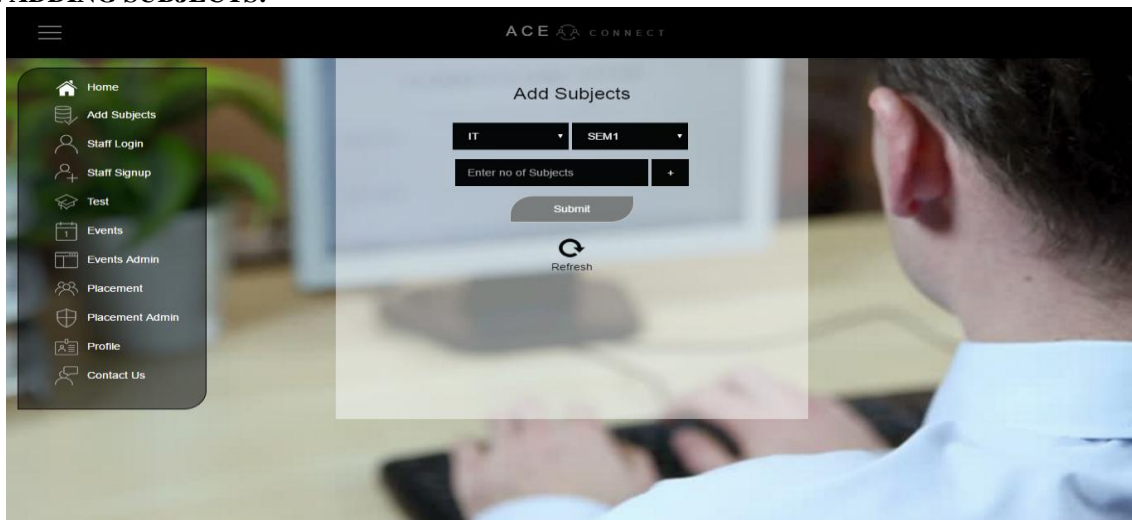 ADDING SUBJECTS:
ACE CONNECT
Home
Add Subjects
Staff Login
Staff Signup
Test
1
Events
Events Admin
Placement
Placement Admin
Profile
Contact Us
Add Subjects
IT SEM1
Enter no of Subjects +
Submit
Refresh